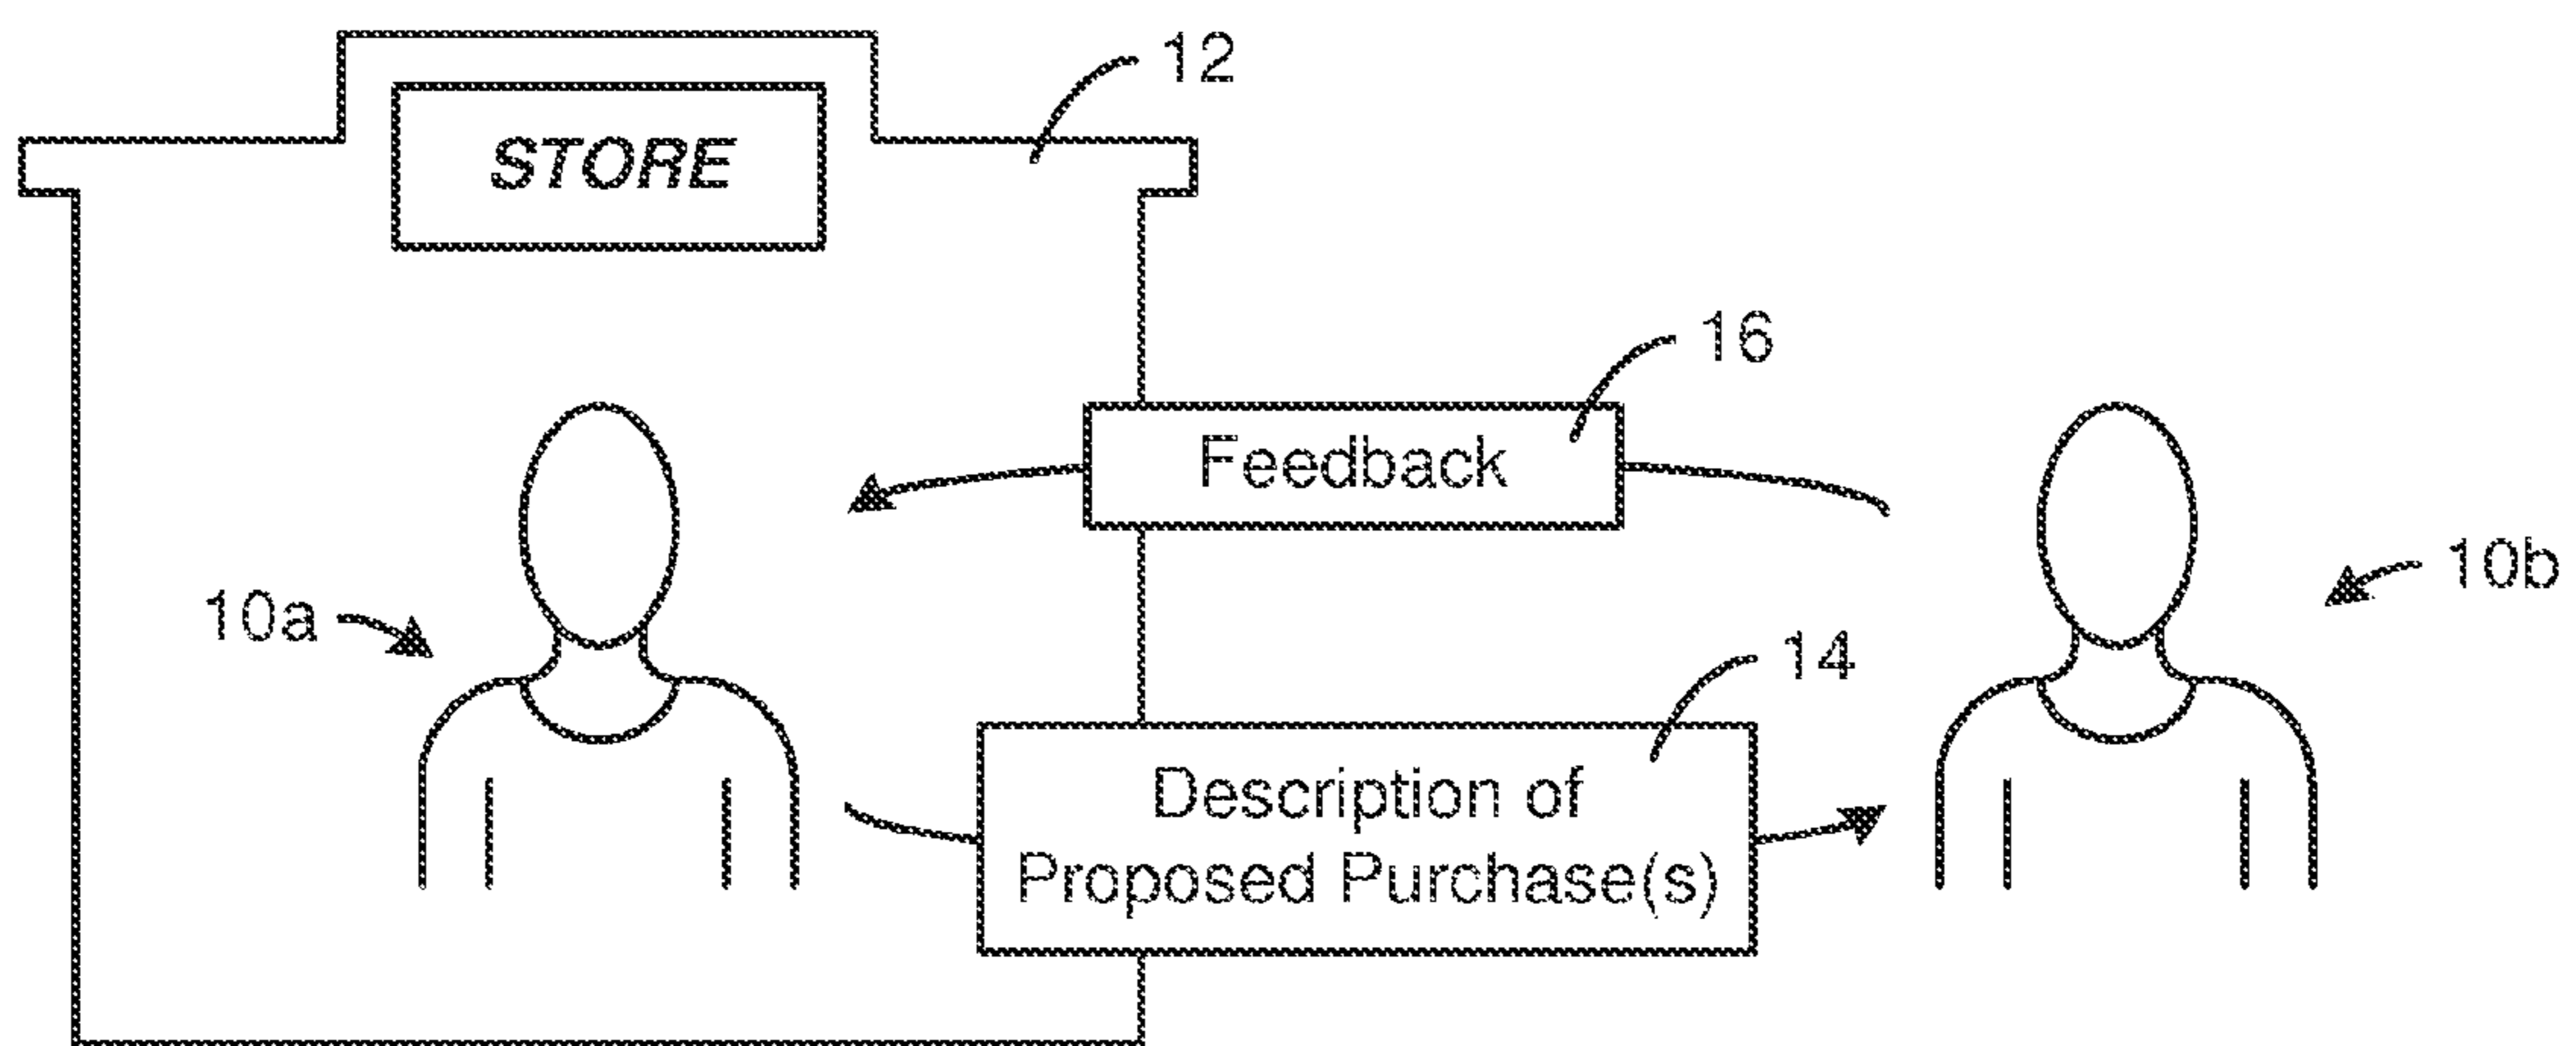 12
STORE
16
Feedback
10a
10b
14
Description of
Proposed Purchase(s)